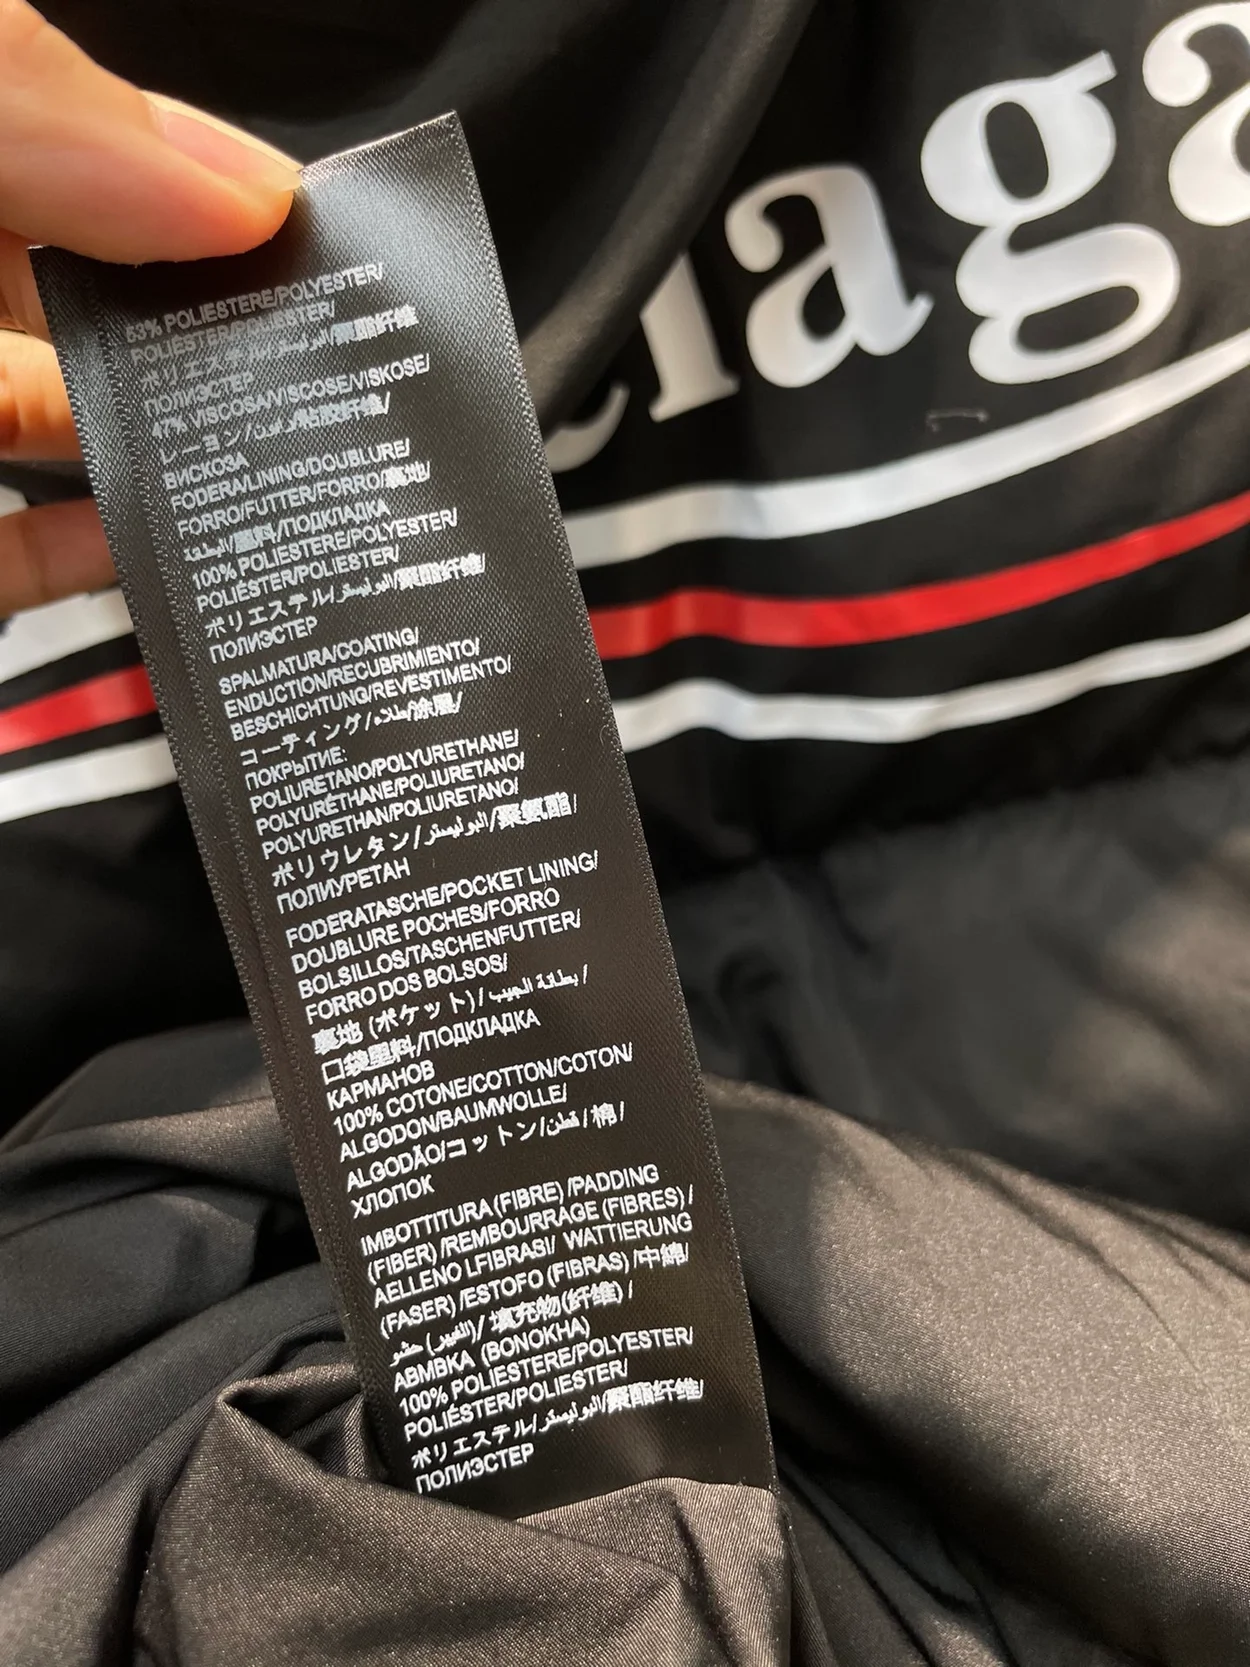 laga
53% POLIESTERE/POLYESTER/
POLIÉSTER/POLIESTER/
ポリエステル/البوليستر/聚酯纤维
ПОЛИЭСТЕР
47% VISCOSA/VISCOSE/VISKOSE/
レーヨン/
ВИСКОЗА
FODERA/LINING/DOUBLURE/
FORRO/FUTTER/FORRO/裏地/
البطانة/里料/ПОДКЛАДКА
100% POLIESTERE/POLYESTER/
POLIÉSTER/POLIESTER/
ポリエステル/البوليستر/聚酯纤维/
ПОЛИЭСТЕР
SPALMATURA/COATING/
ENDUCTION/RECUBRIMIENTO/
BESCHICHTUNG/REVESTIMENTO/
コーティング/طلاء/涂层/
ПОКРЫТИЕ:
POLIURETANO/POLYURETHANE/
POLYURÉTHANE/POLIURETANO/
POLYURETHAN/POLIURETANO/
ポリウレタン/البوليستر/聚氨酯/
ПОЛИУРЕТАН
FODERATASCHE/POCKET LINING/
DOUBLURE POCHES/FORRO
BOLSILLOS/TASCHENFUTTER/
FORRO DOS BOLSOS/
裏地 (ポケット)/بطانة الجيب/
口袋里料/ПОДКЛАДКА
КАРМАНОВ
100% COTONE/COTTON/COTON/
ALGODON/BAUMWOLLE/
ALGODÃO/コットン/قطن/棉/
ХЛОПОК
IMBOTTITURA (FIBRE) /PADDING
(FIBER) /REMBOURRAGE (FIBRES) /
AELLENO LFIBRASI/ WATTIERUNG
(FASER) /ESTOFO (FIBRAS) /中綿/
حشو (الفيبر)/ 填充物(纤维) /
АВМВКА (BONOKHA)
100% POLIESTERE/POLYESTER/
POLIÉSTER/POLIESTER/
ポリエステル/البوليستر/聚酯纤维/
ПОЛИЭСТЕР